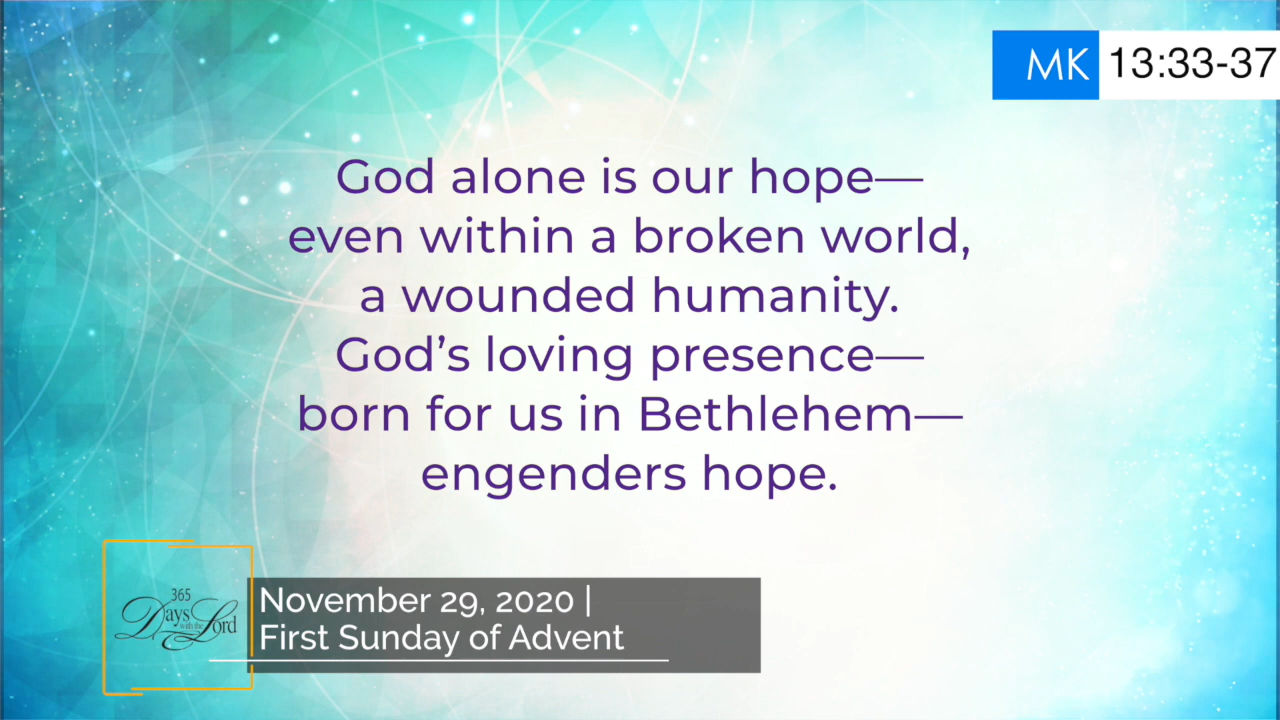 MK 13:33-37
God alone is our hope—
even within a broken world,
a wounded humanity.
God’s loving presence—
born for us in Bethlehem—
engenders hope.
365
Days with the Lord
November 29, 2020 |
First Sunday of Advent